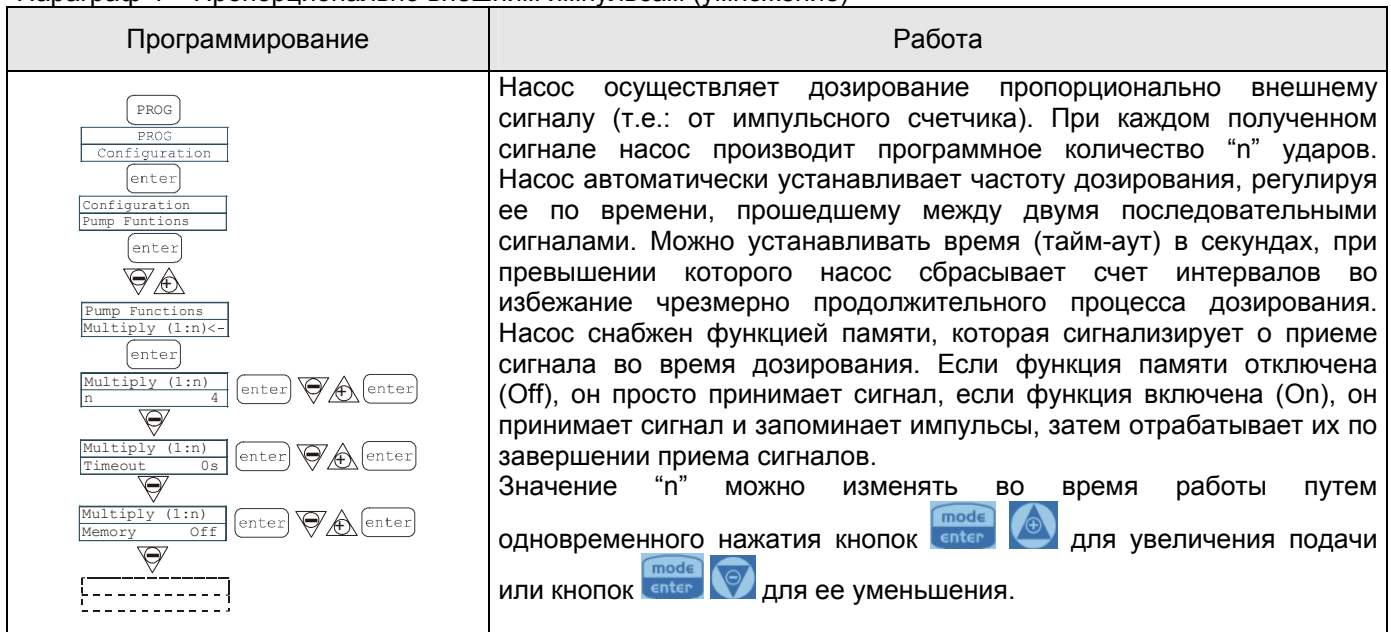 Параграф 4 – Пропорционально внешним импульсам (умножение)
Программирование
Работа
PROG
PROG
Configuration
enter
Configuration
Pump Funtions
enter
Pump Functions
Multiply (1:n)<-
enter
Multiply (1:n)
n 4
enter enter
Multiply (1:n)
Timeout 0s
enter enter
Multiply (1:n)
Memory Off
enter enter
Насос осуществляет дозирование пропорционально внешнему
сигналу (т.е.: от импульсного счетчика). При каждом полученном
сигнале насос производит программное количество “n” ударов.
Насос автоматически устанавливает частоту дозирования, регулируя
ее по времени, прошедшему между двумя последовательными
сигналами. Можно устанавливать время (тайм-аут) в секундах, при
превышении которого насос сбрасывает счет интервалов во
избежание чрезмерно продолжительного процесса дозирования.
Насос снабжен функцией памяти, которая сигнализирует о приеме
сигнала во время дозирования. Если функция памяти отключена
(Off), он просто принимает сигнал, если функция включена (On), он
принимает сигнал и запоминает импульсы, затем отрабатывает их по
завершении приема сигналов.
Значение “n” можно изменять во время работы путем
одновременного нажатия кнопок mode enter для увеличения подачи
или кнопок mode enter для ее уменьшения.